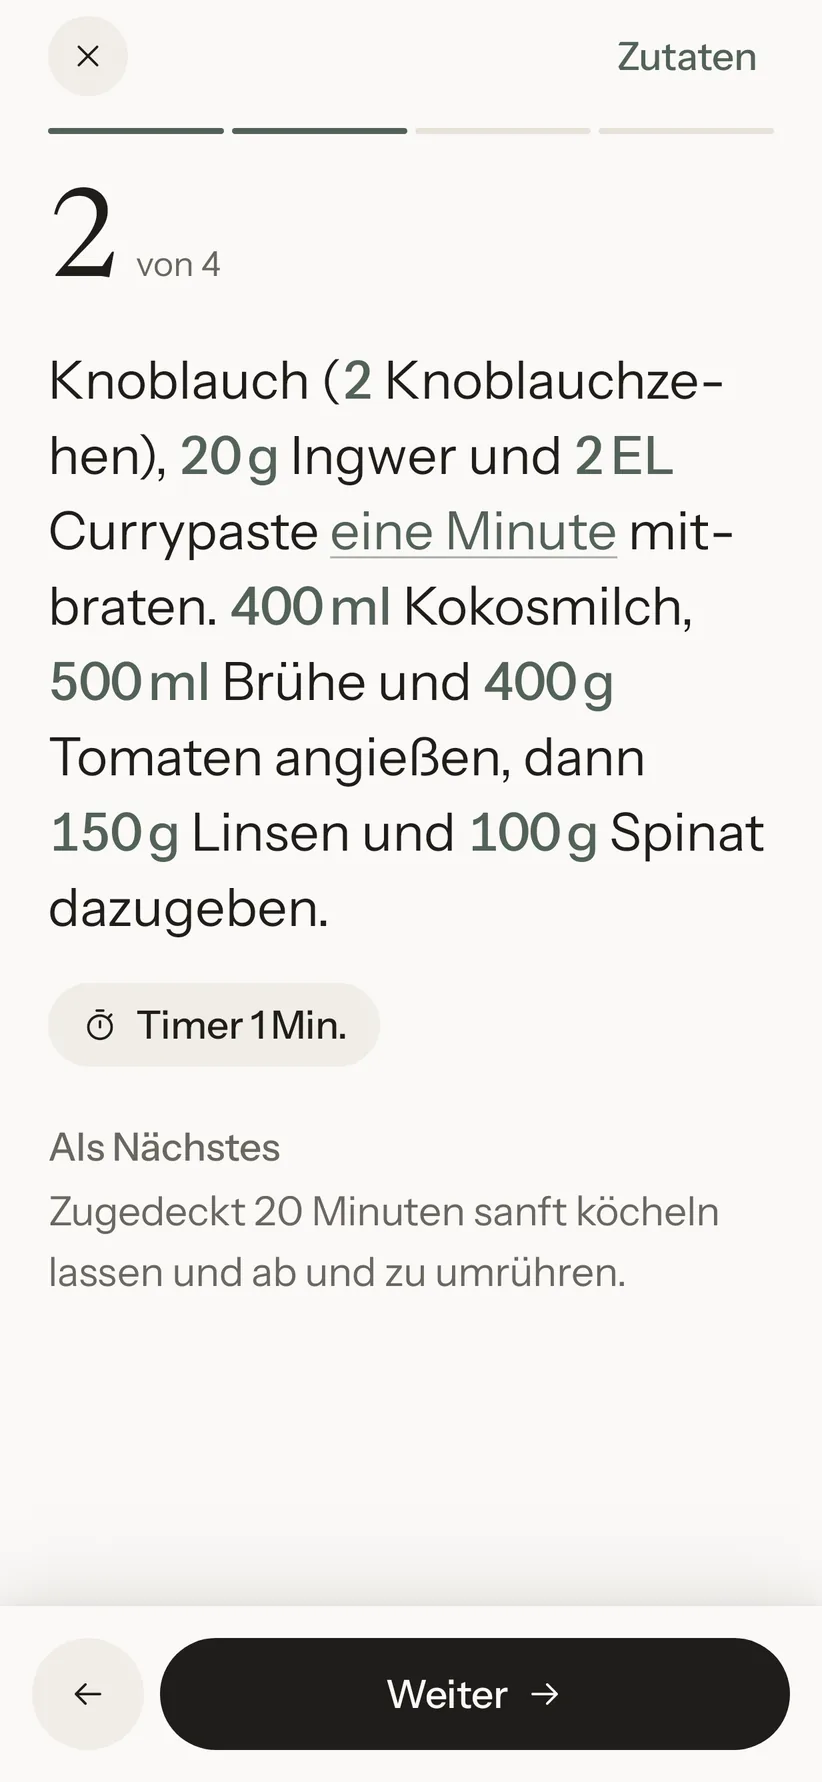 Zutaten
2 von 4
Knoblauch (2 Knoblauchze-
hen), 20 g Ingwer und 2 EL
Currypaste eine Minute mit-
braten. 400 ml Kokosmilch,
500 ml Brühe und 400 g
Tomaten angießen, dann
150 g Linsen und 100 g Spinat
dazugeben.
Timer 1 Min.
Als Nächstes
Zugedeckt 20 Minuten sanft köcheln
lassen und ab und zu umrühren.
Weiter →